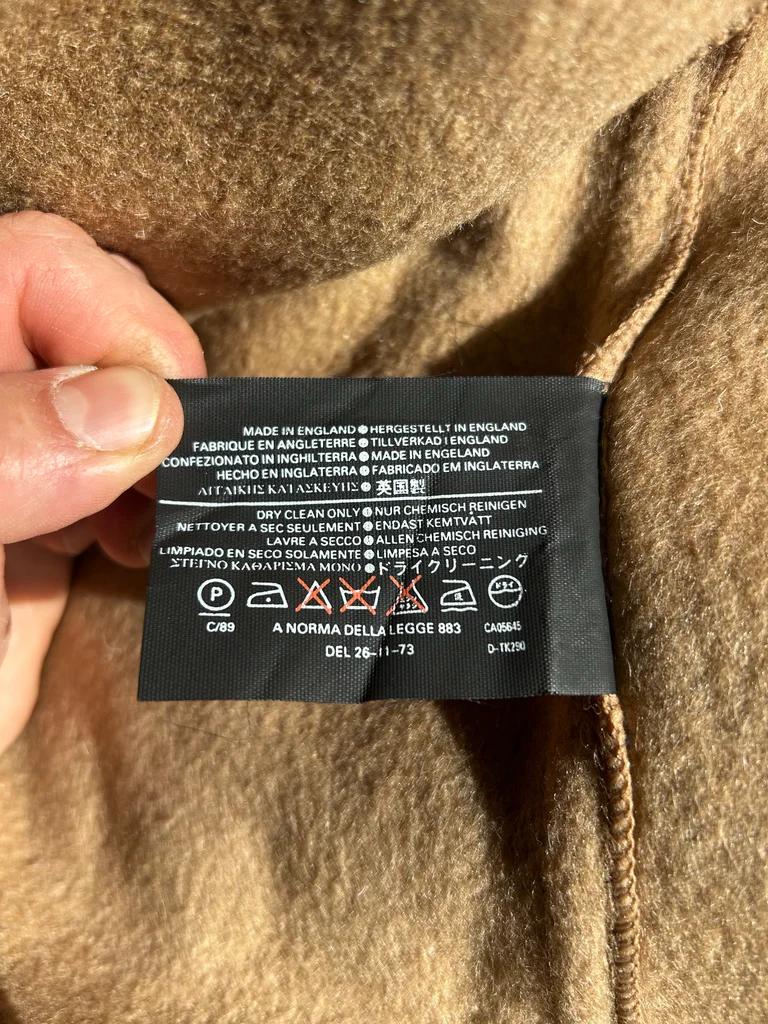 MADE IN ENGLAND ● HERGESTELLT IN ENGLAND
FABRIQUE EN ANGLETERRE ● TILLVERKAD I ENGLAND
CONFEZIONATO IN INGHILTERRA ● MADE IN ENGELAND
HECHO EN INGLATERRA ● FABRICADO EM INGLATERRA
ΑΓΓΛΙΚΗΣ ΚΑΤΑΣΚΕΥΗΣ ● 英国製
DRY CLEAN ONLY ● NUR CHEMISCH REINIGEN
NETTOYER A SEC SEULEMENT ● ENDAST KEMTVÄTT
LAVRE A SECCO ● ALLEN CHEMISCH REINIGING
LIMPIADO EN SECO SOLAMENTE ● LIMPESA A SECO
ΣΤΕΓΝΟ ΚΑΘΑΡΙΣΜΑ ΜΟΝΟ ● ドライクリーニング
P ドライ
C/89 A NORMA DELLA LEGGE 883 CA05645
DEL 26-11-73 D-TK290